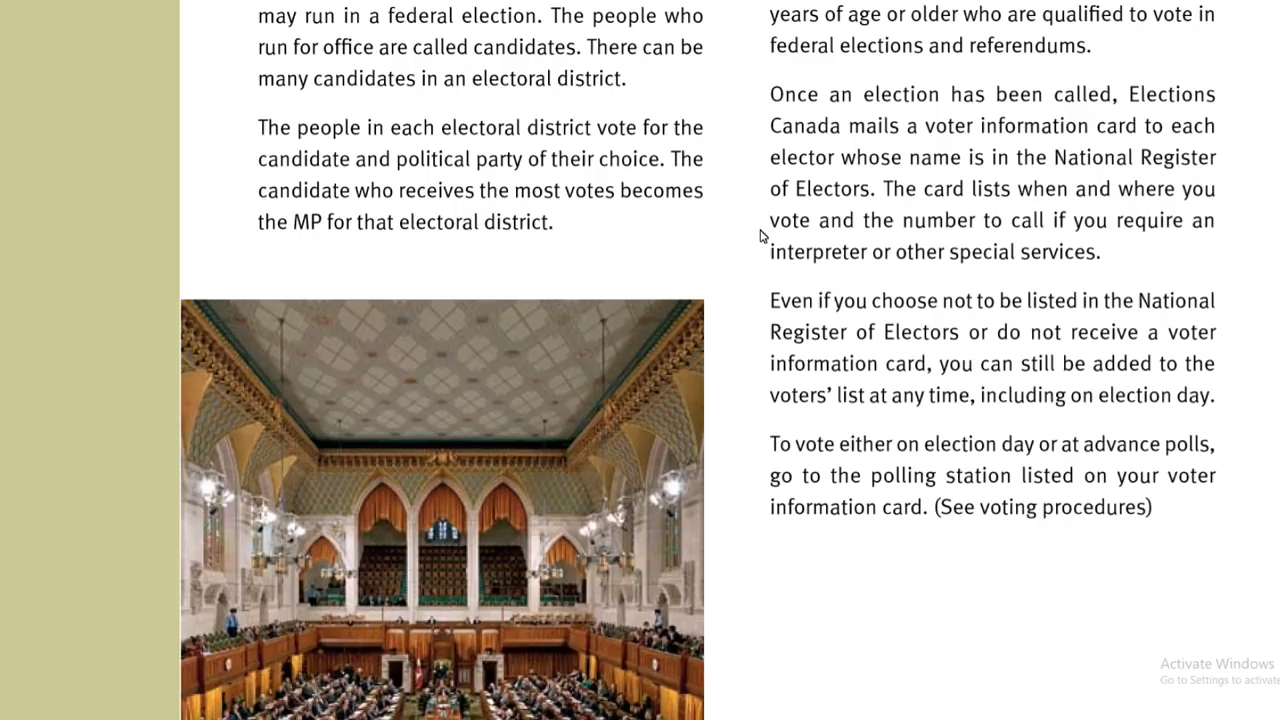 may run in a federal election. The people who
run for office are called candidates. There can be
many candidates in an electoral district.
The people in each electoral district vote for the
candidate and political party of their choice. The
candidate who receives the most votes becomes
the MP for that electoral district.
years of age or older who are qualified to vote in
federal elections and referendums.
Once an election has been called, Elections
Canada mails a voter information card to each
elector whose name is in the National Register
of Electors. The card lists when and where you
vote and the number to call if you require an
interpreter or other special services.
Even if you choose not to be listed in the National
Register of Electors or do not receive a voter
information card, you can still be added to the
voters’ list at any time, including on election day.
To vote either on election day or at advance polls,
go to the polling station listed on your voter
information card. (See voting procedures)
Activate Windows
Go to Settings to activate